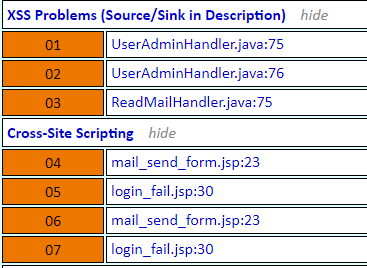 XSS Problems (Source/Sink in Description) hide
01 UserAdminHandler.java:75
02 UserAdminHandler.java:76
03 ReadMailHandler.java:75
Cross-Site Scripting hide
04 mail_send_form.jsp:23
05 login_fail.jsp:30
06 mail_send_form.jsp:23
07 login_fail.jsp:30